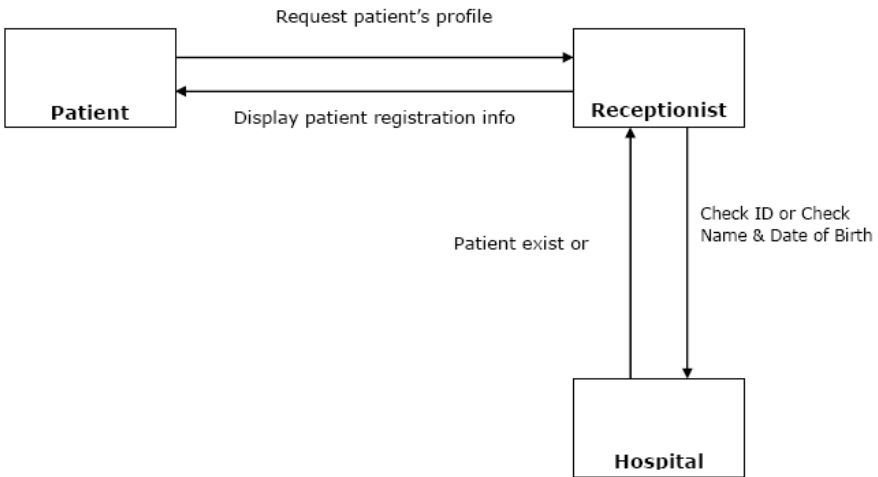 Request patient's profile
Patient
Receptionist
Display patient registration info
Check ID or Check
Name & Date of Birth
Patient exist or
Hospital